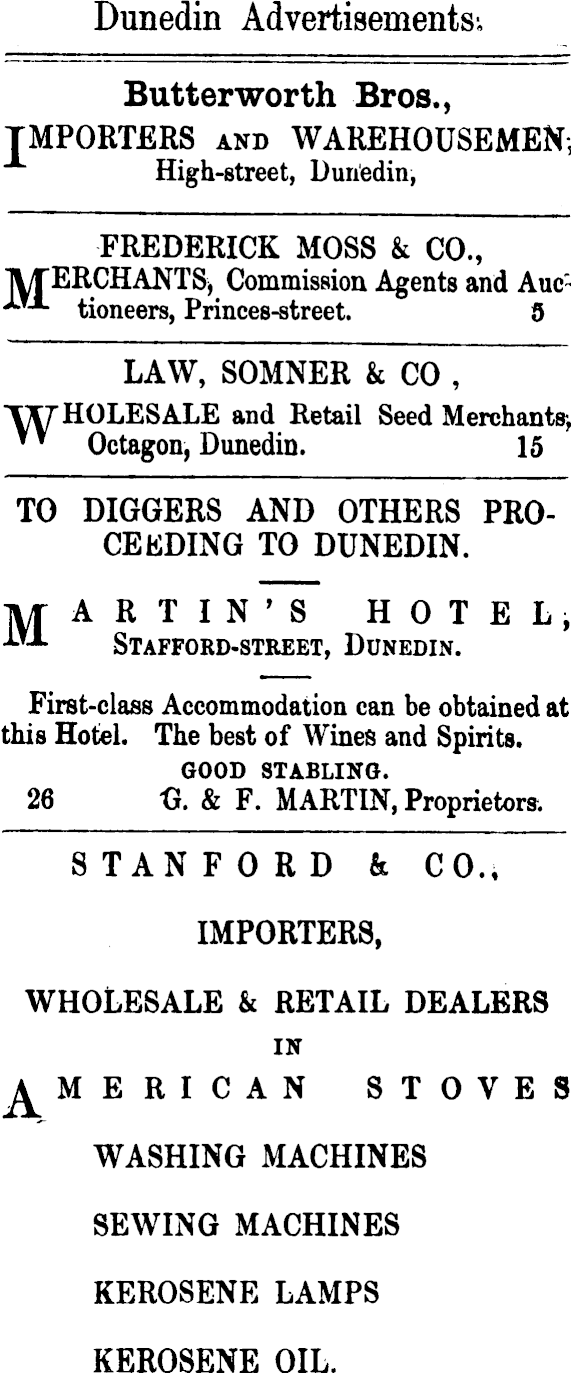 Dunedin Advertisements.
Butterworth Bros.,
IMPORTERS AND WAREHOUSEMEN,
High-street, Dunedin,
FREDERICK MOSS & CO.,
MERCHANTS, Commission Agents and Auc-
tioneers, Princes-street. 5
LAW, SOMNER & CO ,
WHOLESALE and Retail Seed Merchants,
Octagon, Dunedin. 15
TO DIGGERS AND OTHERS PRO-
CEEDING TO DUNEDIN.
MARTIN'S HOTEL,
STAFFORD-STREET, DUNEDIN.
First-class Accommodation can be obtained at
this Hotel. The best of Wines and Spirits.
GOOD STABLING.
26 G. & F. MARTIN, Proprietors.
STANFORD & CO.,
IMPORTERS,
WHOLESALE & RETAIL DEALERS
IN
AMERICAN STOVES
WASHING MACHINES
SEWING MACHINES
KEROSENE LAMPS
KEROSENE OIL.